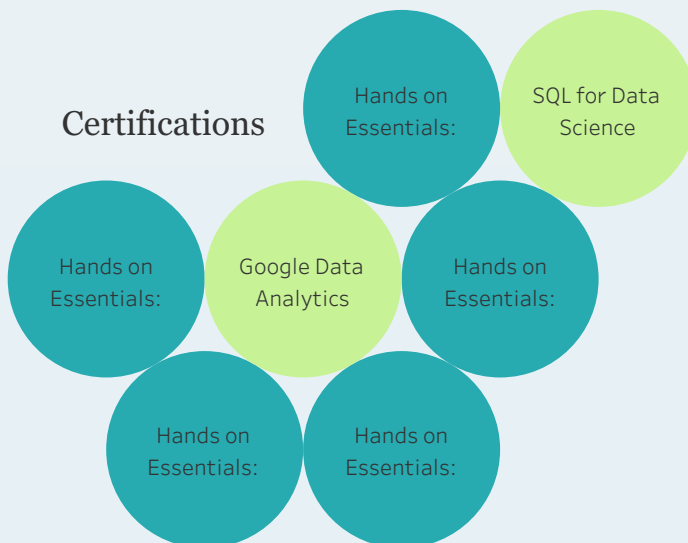 Certifications
Hands on
Essentials:
SQL for Data
Science
Hands on
Essentials:
Google Data
Analytics
Hands on
Essentials:
Hands on
Essentials:
Hands on
Essentials: